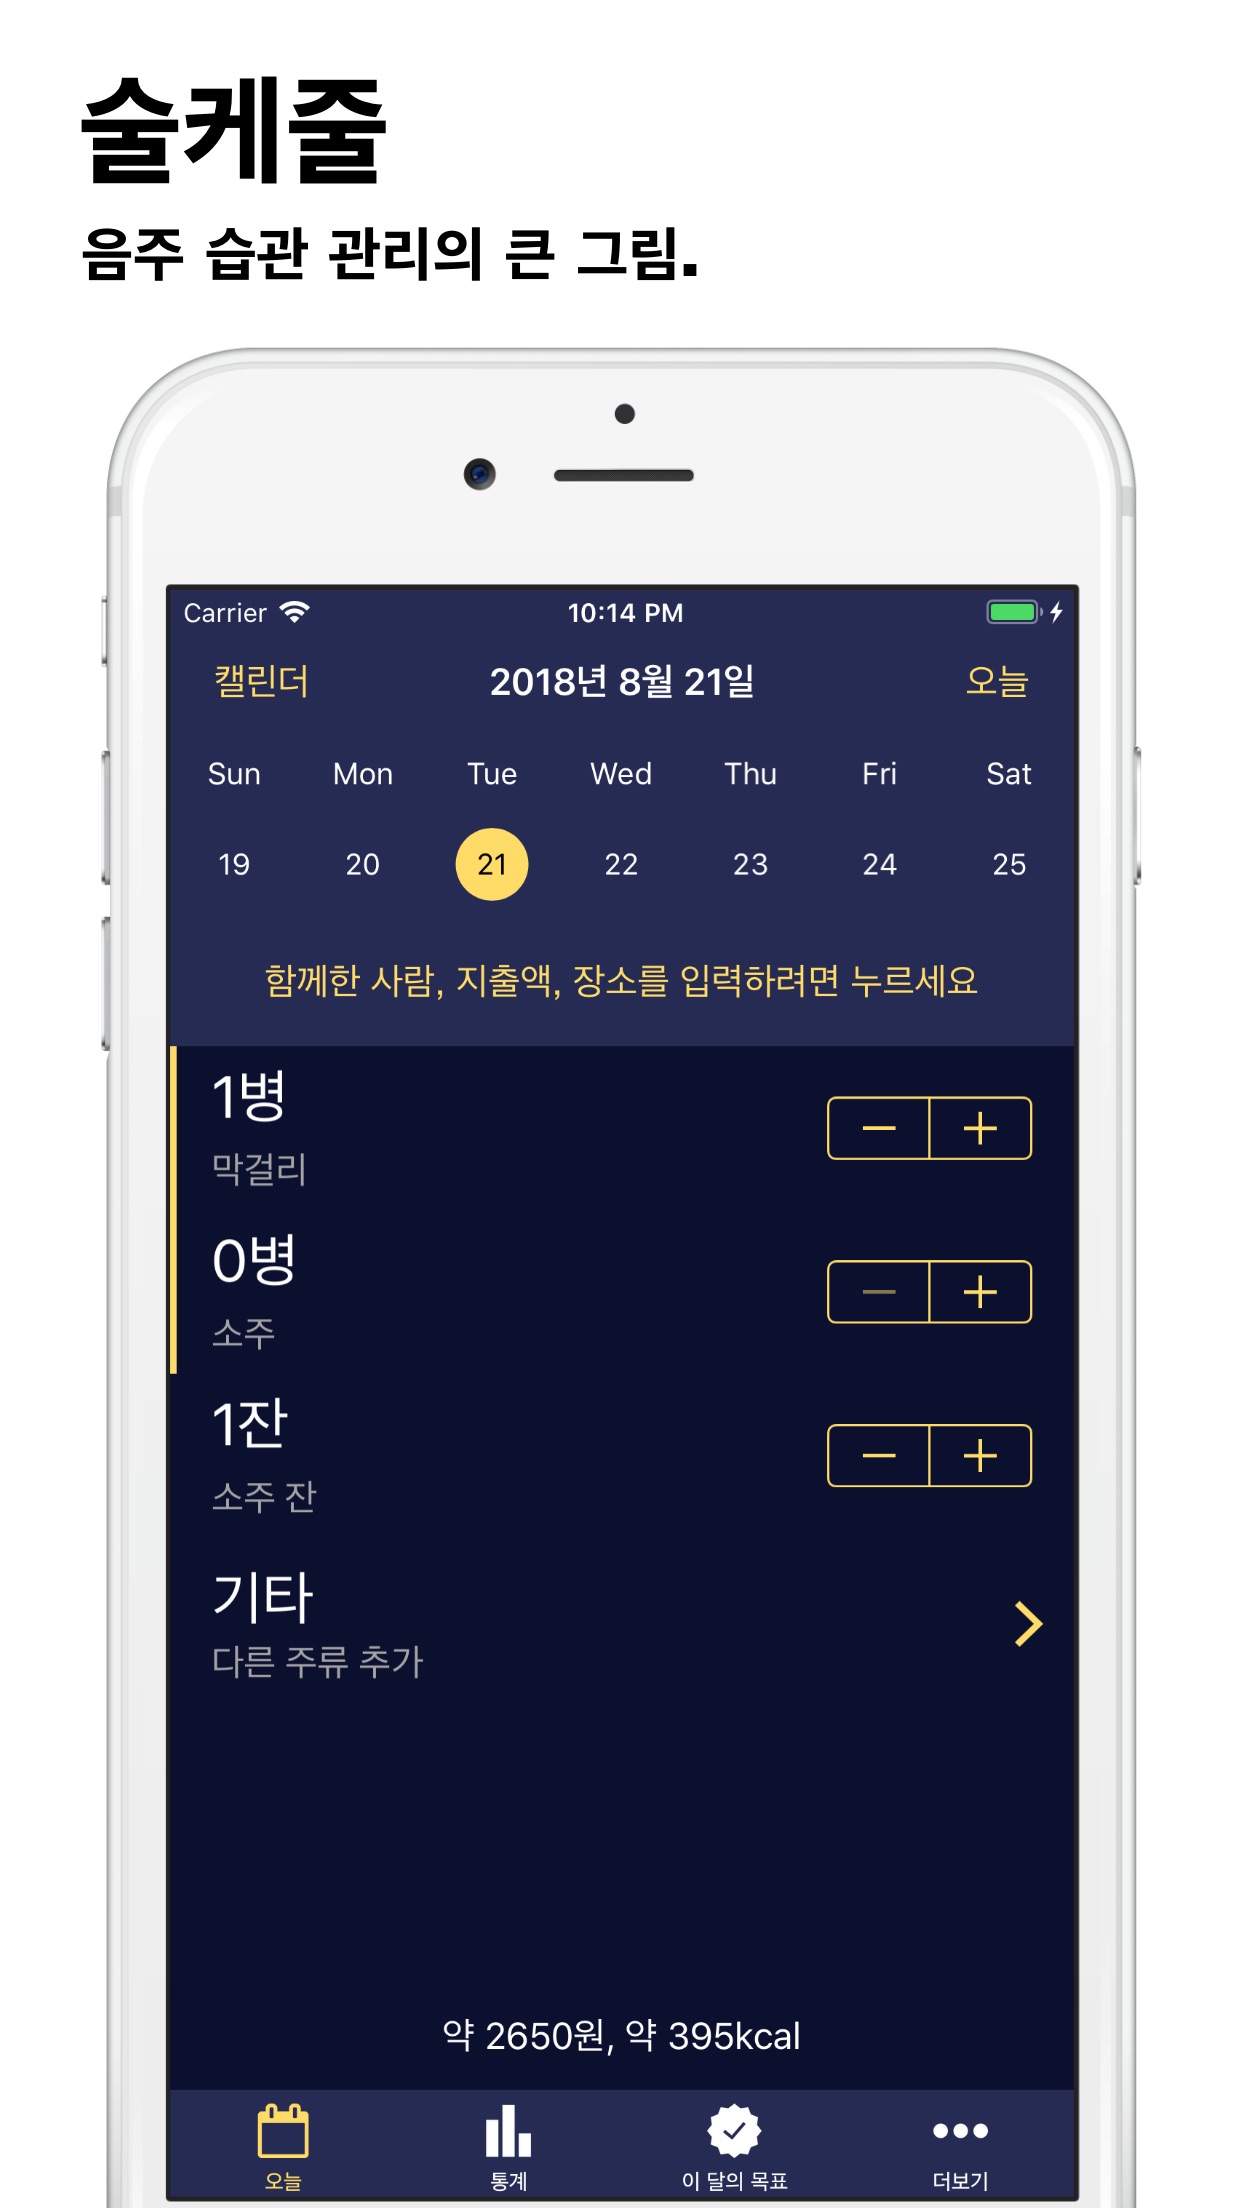 술케줄
음주 습관 관리의 큰 그림.
Carrier 10:14 PM
캘린더 2018년 8월 21일 오늘
Sun Mon Tue Wed Thu Fri Sat
19 20 21 22 23 24 25
함께한 사람, 지출액, 장소를 입력하려면 누르세요
1병
막걸리
0병
소주
1잔
소주 잔
기타
다른 주류 추가
약 2650원, 약 395kcal
오늘 통계 이 달의 목표 더보기